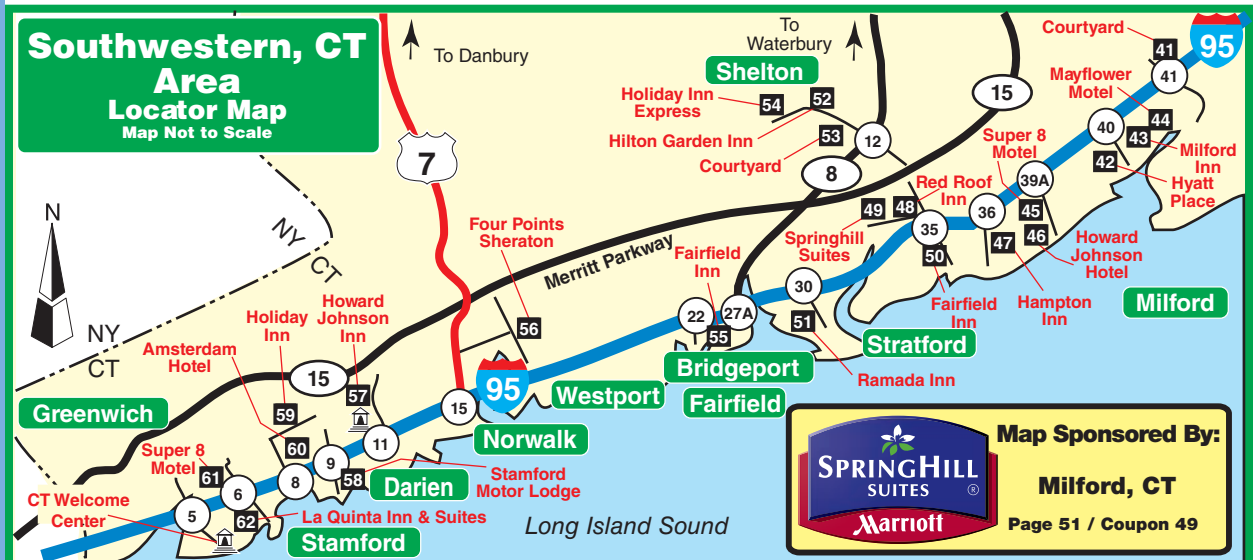 Southwestern, CT
Area
Locator Map
Map Not to Scale
To Danbury
To
Waterbury
Shelton
Courtyard
41
95
41
Mayflower
Motel
Holiday Inn
Express
54
52
15
Hilton Garden Inn
53
12
Courtyard
44
40
43
Super 8
Motel
Milford
Inn
42
Hyatt
Place
7
8
39A
Red Roof
Inn
49
48
36
45
N
NY
CT
Four Points
Sheraton
Springhill
Suites
35
47
46
Howard
Johnson
Hotel
Merritt Parkway
50
Fairfield
Inn
30
Fairfield
Inn
Hampton
Inn
Milford
Howard
Johnson
Inn
Holiday
Inn
56
22
27A
55
51
Stratford
NY
CT
Amsterdam
Hotel
15
57
95
Bridgeport
Ramada Inn
Westport
Fairfield
Greenwich
59
15
Norwalk
60
11
Super 8
Motel
61
9
58
Darien
Stamford
Motor Lodge
6
8
CT Welcome
Center
5
62
La Quinta Inn & Suites
Stamford
Long Island Sound
SPRINGHILL
SUITES
®
Marriott
Map Sponsored By:
Milford, CT
Page 51 / Coupon 49